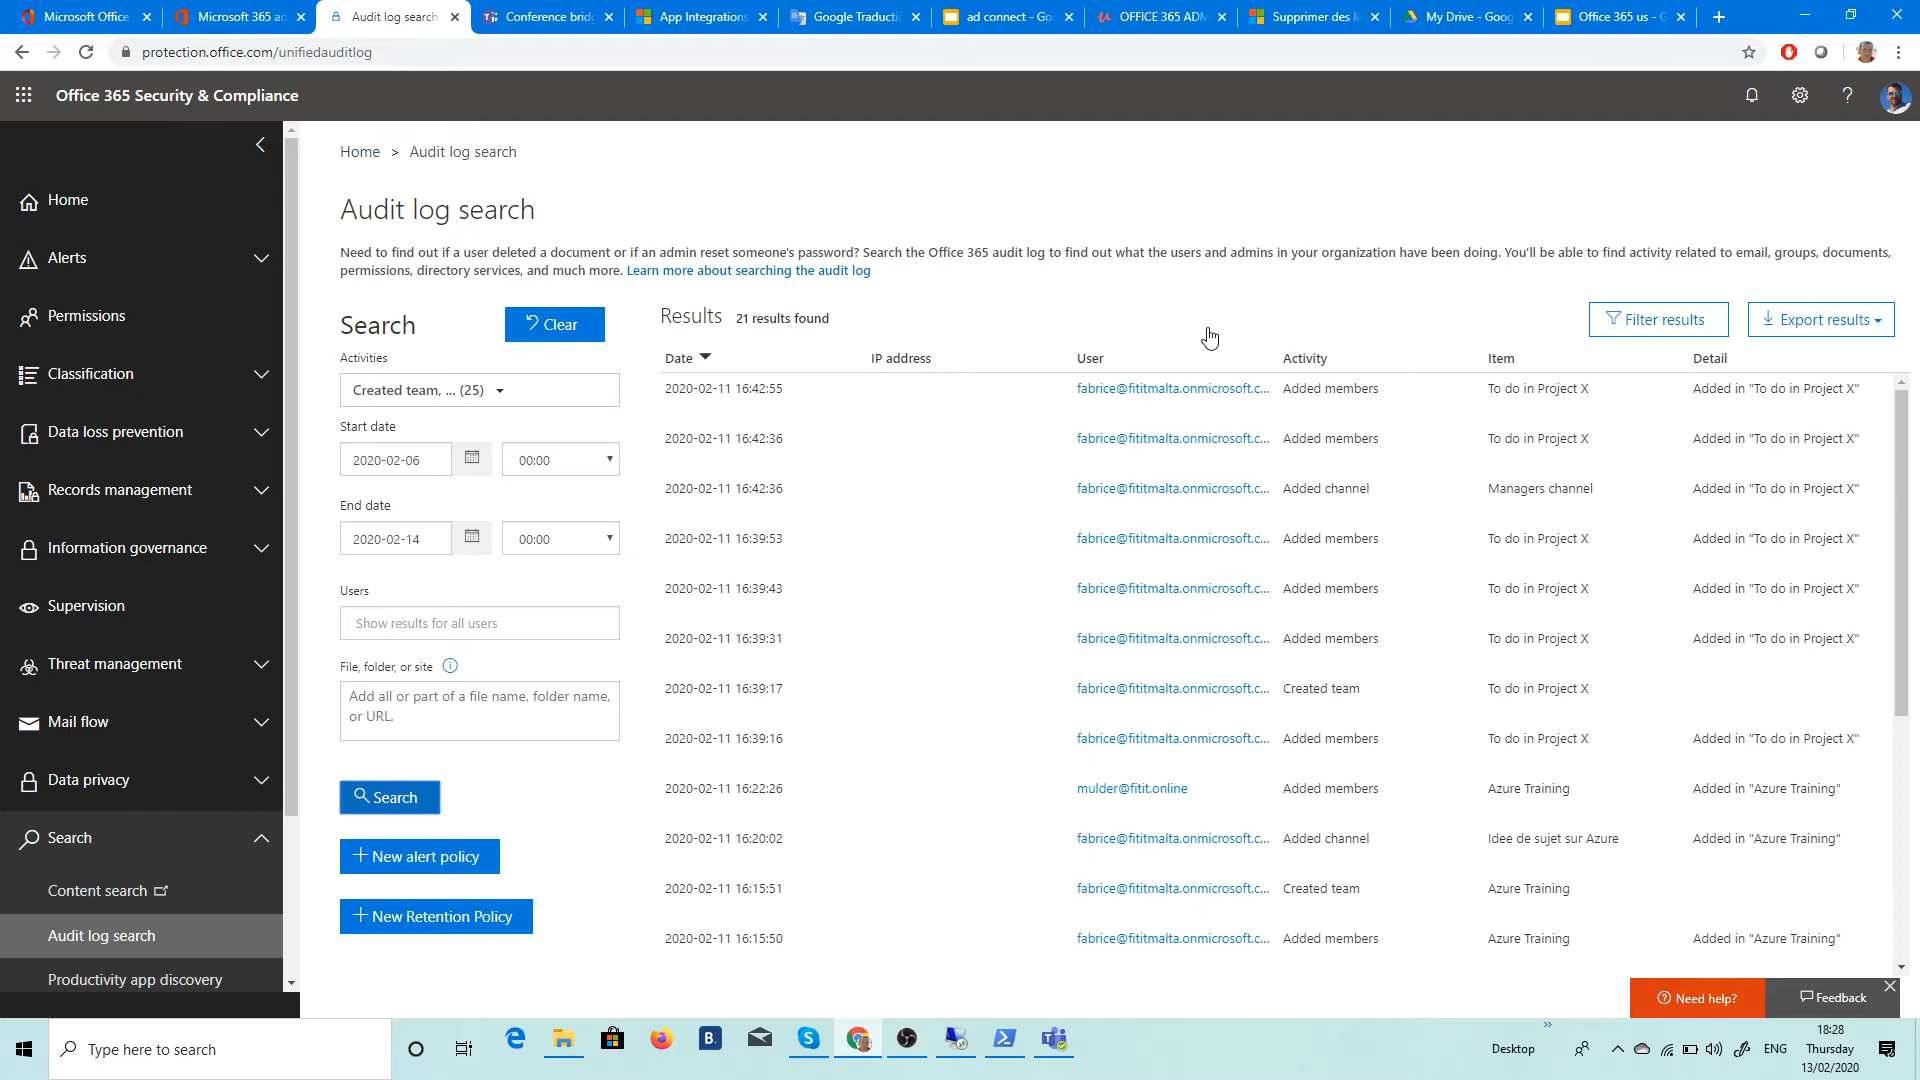 Microsoft Office
Microsoft 365 ad
Audit log search
Conference bridg
App Integrations
Google Traductic
ad connect - Go
OFFICE 365 ADM
Supprimer des li
My Drive - Goog
Office 365 us - G
protection.office.com/unifiedauditlog
Office 365 Security & Compliance
Home
Alerts
Permissions
Classification
Data loss prevention
Records management
Information governance
Supervision
Threat management
Mail flow
Data privacy
Search
Content search
Audit log search
Productivity app discovery
Home > Audit log search
Audit log search
Need to find out if a user deleted a document or if an admin reset someone's password? Search the Office 365 audit log to find out what the users and admins in your organization have been doing. You'll be able to find activity related to email, groups, documents,
permissions, directory services, and much more. Learn more about searching the audit log
Search
Clear
Activities
Created team, ... (25)
Start date
2020-02-06 00:00
End date
2020-02-14 00:00
Users
Show results for all users
File, folder, or site
Add all or part of a file name, folder name,
or URL.
Search
New alert policy
New Retention Policy
Results 21 results found
Filter results
Export results
Date IP address User Activity Item Detail
2020-02-11 16:42:55 fabrice@fititmalta.onmicrosoft.c... Added members To do in Project X Added in "To do in Project X"
2020-02-11 16:42:36 fabrice@fititmalta.onmicrosoft.c... Added members To do in Project X Added in "To do in Project X"
2020-02-11 16:42:36 fabrice@fititmalta.onmicrosoft.c... Added channel Managers channel Added in "To do in Project X"
2020-02-11 16:39:53 fabrice@fititmalta.onmicrosoft.c... Added members To do in Project X Added in "To do in Project X"
2020-02-11 16:39:43 fabrice@fititmalta.onmicrosoft.c... Added members To do in Project X Added in "To do in Project X"
2020-02-11 16:39:31 fabrice@fititmalta.onmicrosoft.c... Added members To do in Project X Added in "To do in Project X"
2020-02-11 16:39:17 fabrice@fititmalta.onmicrosoft.c... Created team To do in Project X
2020-02-11 16:39:16 fabrice@fititmalta.onmicrosoft.c... Added members To do in Project X Added in "To do in Project X"
2020-02-11 16:22:26 mulder@fitit.online Added members Azure Training Added in "Azure Training"
2020-02-11 16:20:02 fabrice@fititmalta.onmicrosoft.c... Added channel Idee de sujet sur Azure Added in "Azure Training"
2020-02-11 16:15:51 fabrice@fititmalta.onmicrosoft.c... Created team Azure Training
2020-02-11 16:15:50 fabrice@fititmalta.onmicrosoft.c... Added members Azure Training Added in "Azure Training"
Need help?
Feedback
Type here to search
B.
Desktop
ENG
18:28
Thursday
13/02/2020